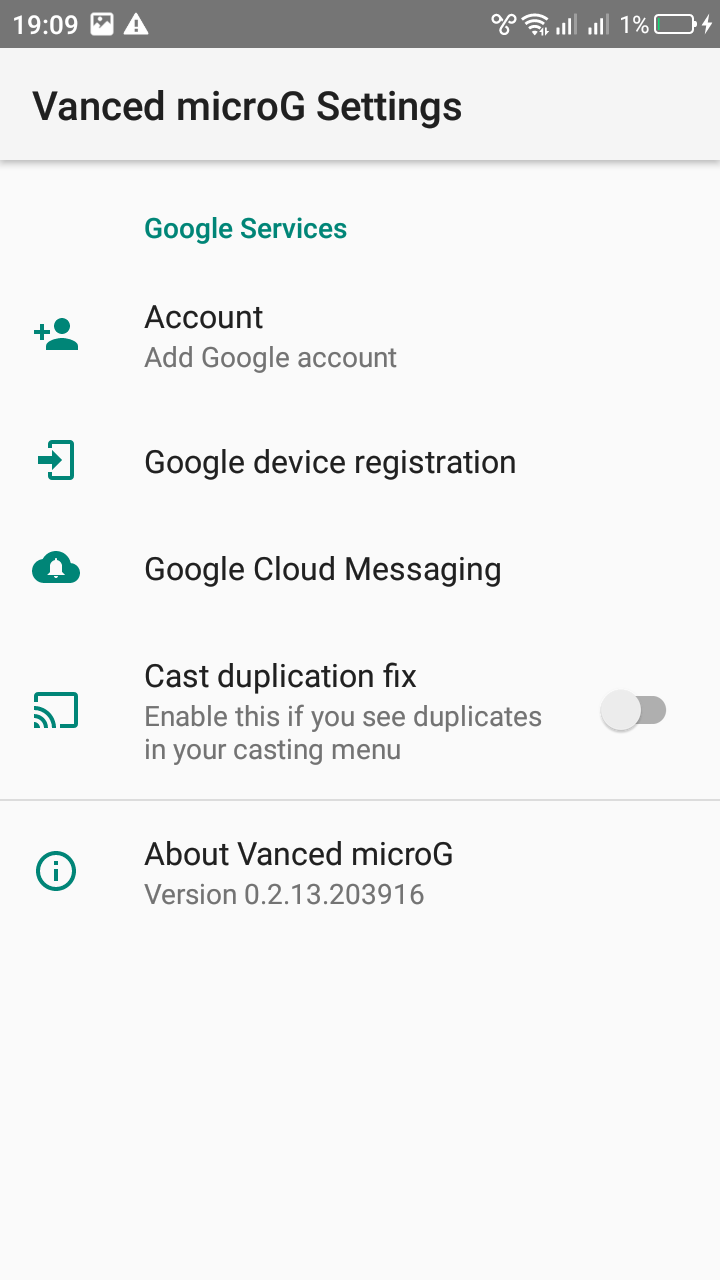 19:09 1%
Vanced microG Settings
Google Services
Account
Add Google account
Google device registration
Google Cloud Messaging
Cast duplication fix
Enable this if you see duplicates
in your casting menu
About Vanced microG
Version 0.2.13.203916